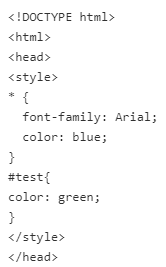 <!DOCTYPE html>
<html>
<head>
<style>
* {
  font-family: Arial;
  color: blue;
}
#test{
color: green;
}
</style>
</head>